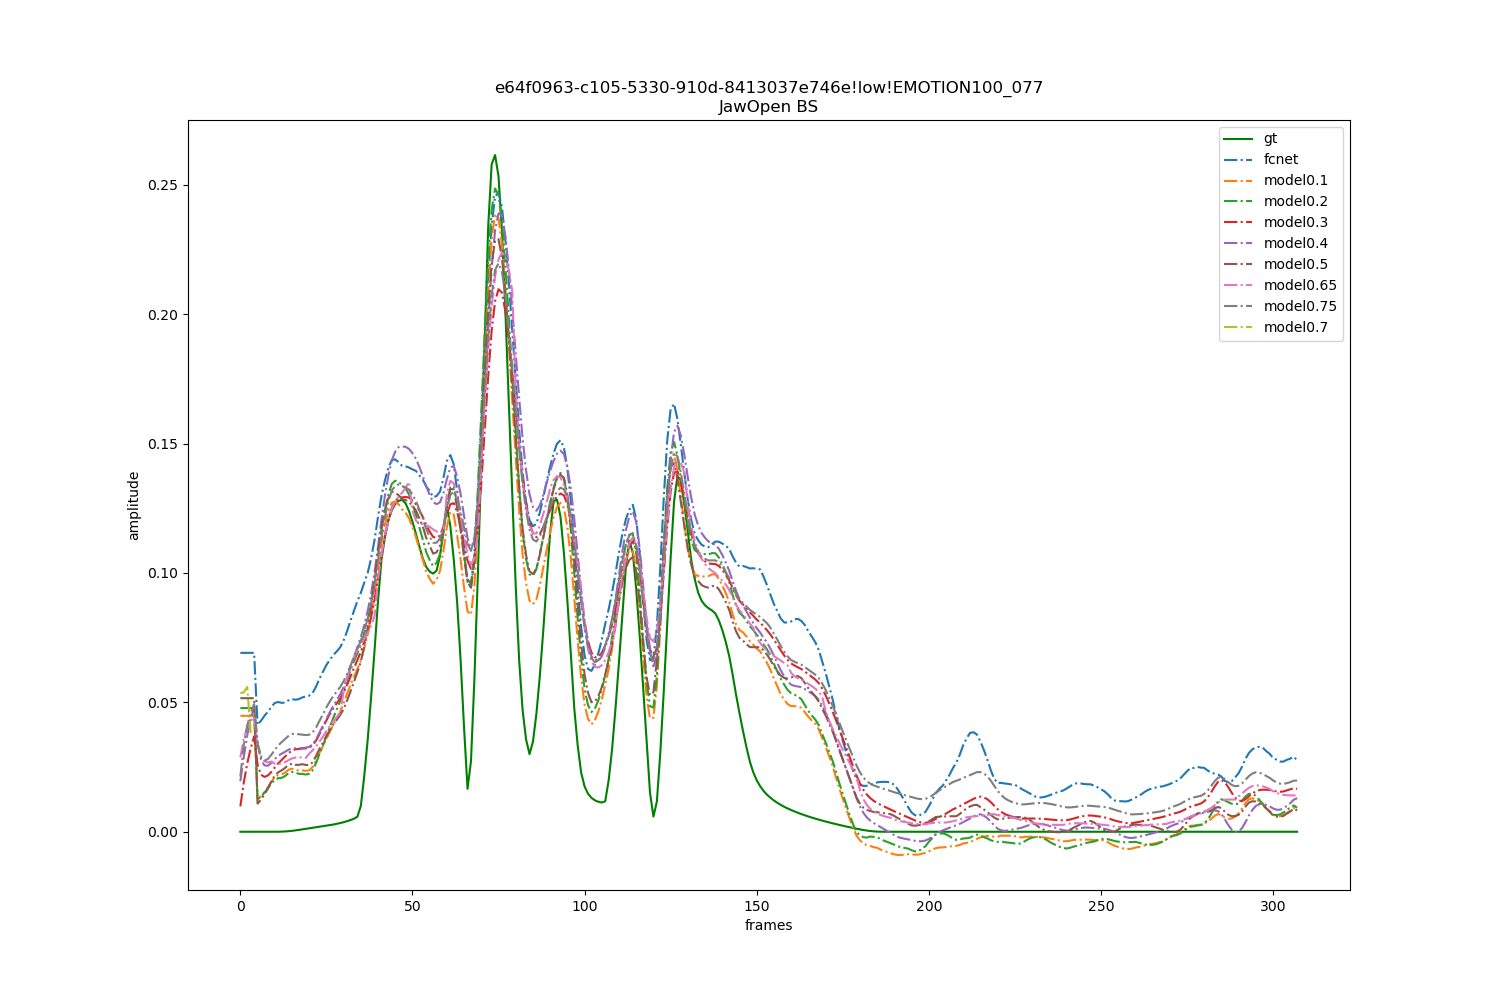 e64f0963-c105-5330-910d-8413037e746e!low!EMOTION100_077
JawOpen BS
gt
fcnet
model0.1
model0.2
model0.3
model0.4
model0.5
model0.65
model0.75
model0.7
0.25
0.20
0.15
0.10
0.05
0.00
amplitude
0 50 100 150 200 250 300
frames